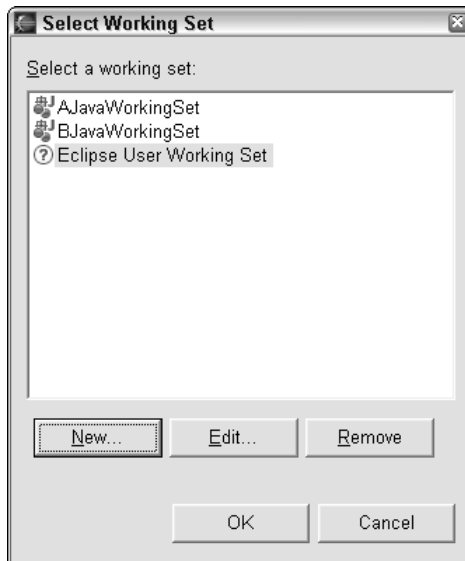 Select Working Set
Select a working set:
AJavaWorkingSet
BJavaWorkingSet
Eclipse User Working Set
New... Edit... Remove
OK Cancel